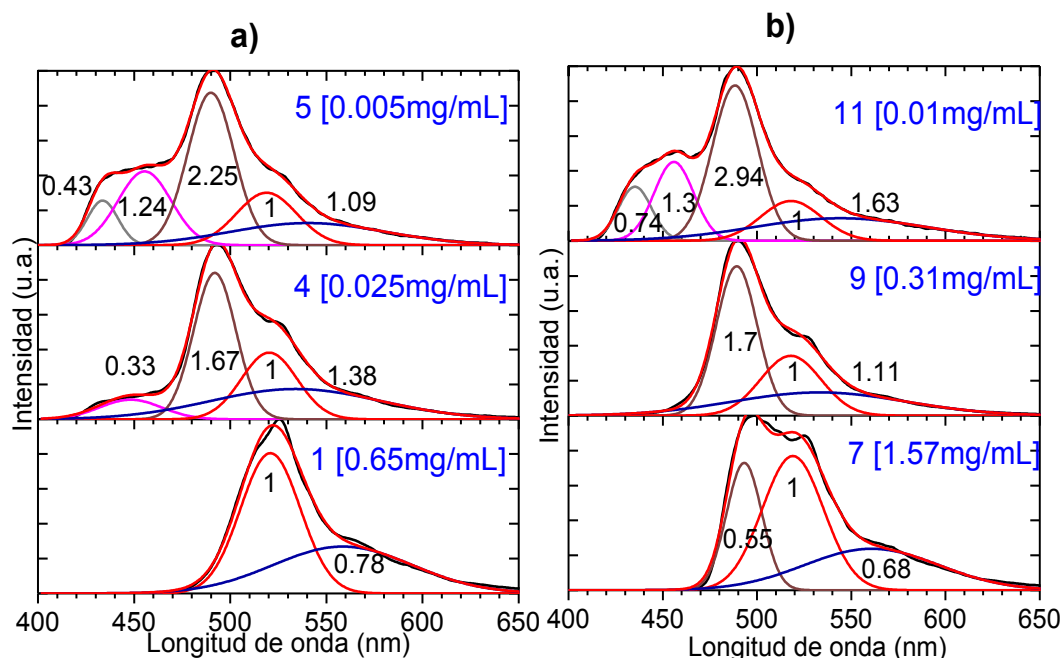 a)
5 [0.005mg/mL]
0.43
1.24
2.25
1
1.09
4 [0.025mg/mL]
0.33
1.67
1
1.38
1 [0.65mg/mL]
1
0.78
Intensidad (u.a.)
400 450 500 550 600 650
Longitud de onda (nm)
b)
11 [0.01mg/mL]
0.74
1.3
2.94
1
1.63
9 [0.31mg/mL]
1.7
1
1.11
7 [1.57mg/mL]
0.55
1
0.68
Intensidad (u.a.)
400 450 500 550 600 650
Longitud de onda (nm)